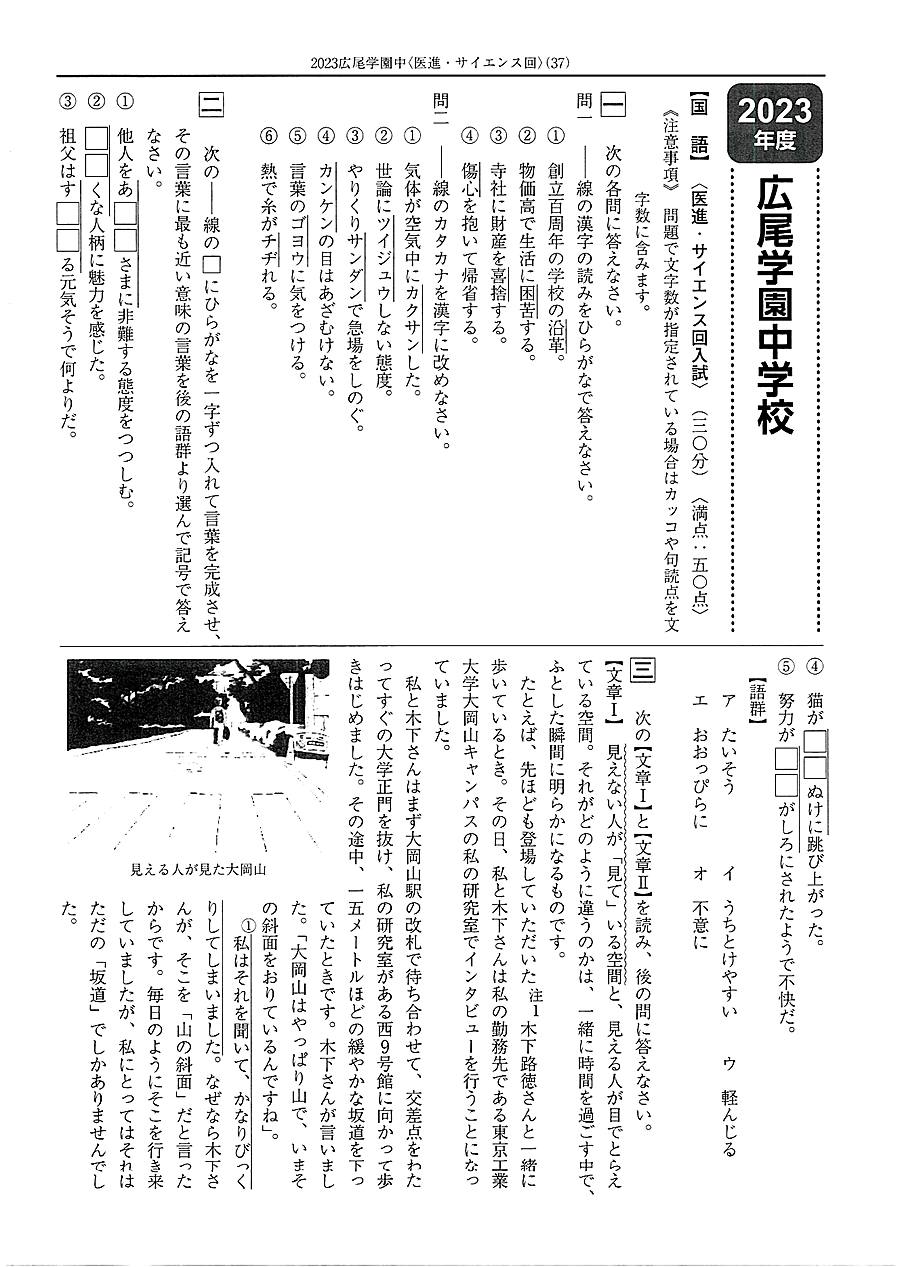 2023広尾学園中〈医進・サイエンス回〉(37)
2023
年度
広尾学園中学校
【国　語】〈医進・サイエンス回入試〉（三〇分）〈満点：五〇点〉
《注意事項》　問題で文字数が指定されている場合はカッコや句読点を文
字数に含みます。
一　次の各問に答えなさい。
問一　――線の漢字の読みをひらがなで答えなさい。
①　創立百周年の学校の沿革。
②　物価高で生活に困苦する。
③　寺社に財産を喜捨する。
④　傷心を抱いて帰省する。
問二　――線のカタカナを漢字に改めなさい。
①　気体が空気中にカクサンした。
②　世論にツイジュウしない態度。
③　やりくりサンダンで急場をしのぐ。
④　カンケンの目はあざむけない。
⑤　言葉のゴヨウに気をつける。
⑥　熱で糸がチヂれる。
二　次の――線の□にひらがなを一字ずつ入れて言葉を完成させ、
その言葉に最も近い意味の言葉を後の語群より選んで記号で答え
なさい。
①　他人をあ□□さまに非難する態度をつつしむ。
②　□□くな人柄に魅力を感じた。
③　祖父はす□□る元気そうで何よりだ。
④　猫が□□ぬけに跳び上がった。
⑤　努力が□□がしろにされたようで不快だ。
【語群】
ア　たいそう　イ　うちとけやすい　ウ　軽んじる
エ　おおっぴらに　オ　不意に
三　次の【文章Ⅰ】と【文章Ⅱ】を読み、後の問に答えなさい。
【文章Ⅰ】　見えない人が「見て」いる空間と、見える人が目でとらえ
ている空間。それがどのように違うのかは、一緒に時間を過ごす中で、
ふとした瞬間に明らかになるものです。
たとえば、先ほども登場していただいた注1木下路徳さんと一緒に
歩いているとき。その日、私と木下さんは私の勤務先である東京工業
大学大岡山キャンパスの私の研究室でインタビューを行うことになっ
ていました。
私と木下さんはまず大岡山駅の改札で待ち合わせて、交差点をわた
ってすぐの大学正門を抜け、私の研究室がある西9号館に向かって歩
きはじめました。その途中、一五メートルほどの緩やかな坂道を下っ
ていたときです。木下さんが言いまし
た。「大岡山はやっぱり山で、いまそ
の斜面をおりているんですね」。
①私はそれを聞いて、かなりびっく
りしてしまいました。なぜなら木下さ
んが、そこを「山の斜面」だと言った
からです。毎日のようにそこを行き来
していましたが、私にとってはそれは
ただの「坂道」でしかありませんでし
た。
見える人が見た大岡山